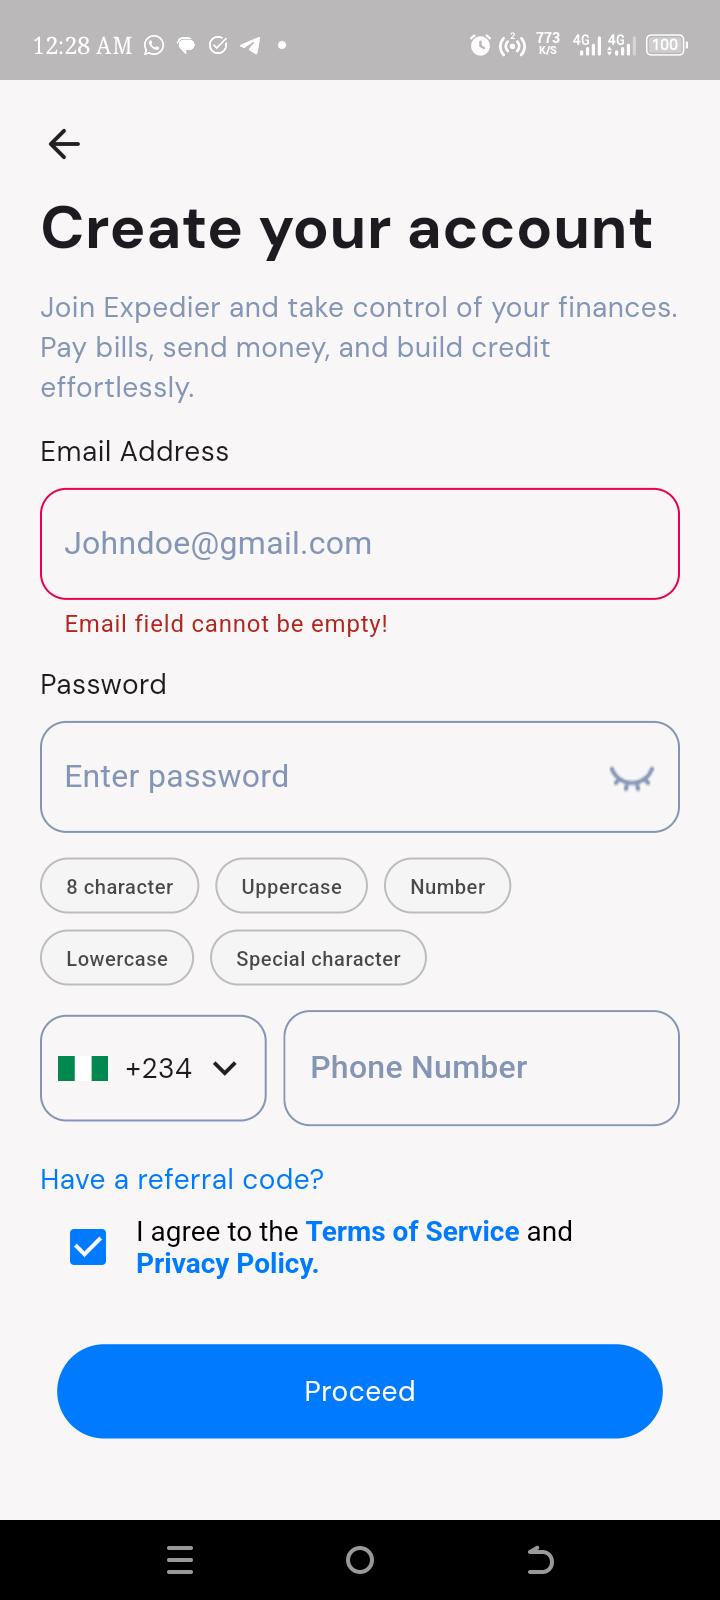 12:28 AM 2 773 K/S 4G 4G 100
Create your account
Join Expedier and take control of your finances.
Pay bills, send money, and build credit
effortlessly.
Email Address
Johndoe@gmail.com
Email field cannot be empty!
Password
Enter password
8 character Uppercase Number
Lowercase Special character
+234 Phone Number
Have a referral code?
I agree to the Terms of Service and
Privacy Policy.
Proceed